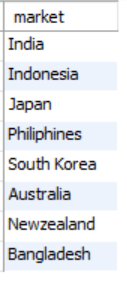 market
India
Indonesia
Japan
Philiphines
South Korea
Australia
Newzealand
Bangladesh